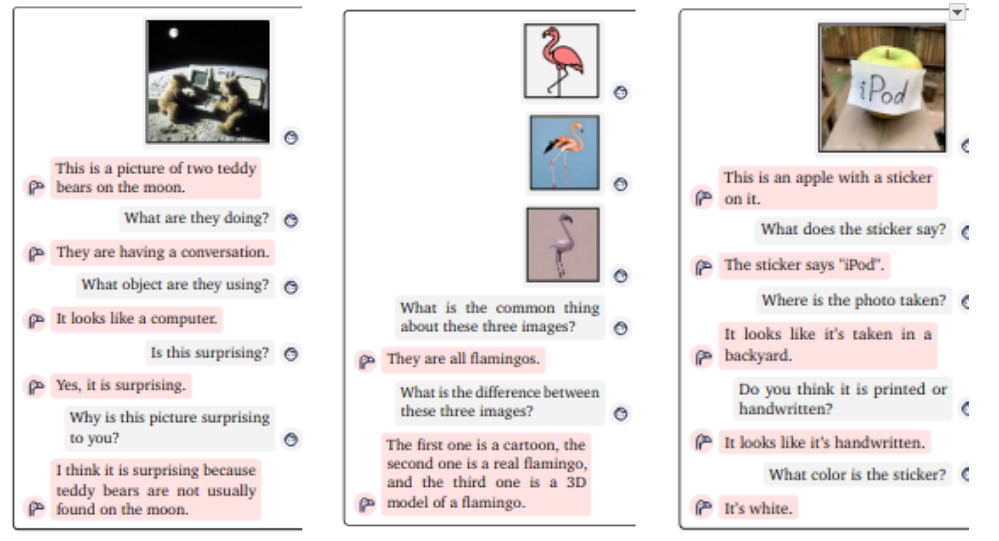 This is a picture of two teddy
bears on the moon.
What are they doing?
They are having a conversation.
What object are they using?
It looks like a computer.
Is this surprising?
Yes, it is surprising.
Why is this picture surprising
to you?
I think it is surprising because
teddy bears are not usually
found on the moon.
What is the common thing
about these three images?
They are all flamingos.
What is the difference between
these three images?
The first one is a cartoon, the
second one is a real flamingo,
and the third one is a 3D
model of a flamingo.
iPod
This is an apple with a sticker
on it.
What does the sticker say?
The sticker says "iPod".
Where is the photo taken?
It looks like it's taken in a
backyard.
Do you think it is printed or
handwritten?
It looks like it's handwritten.
What color is the sticker?
It's white.